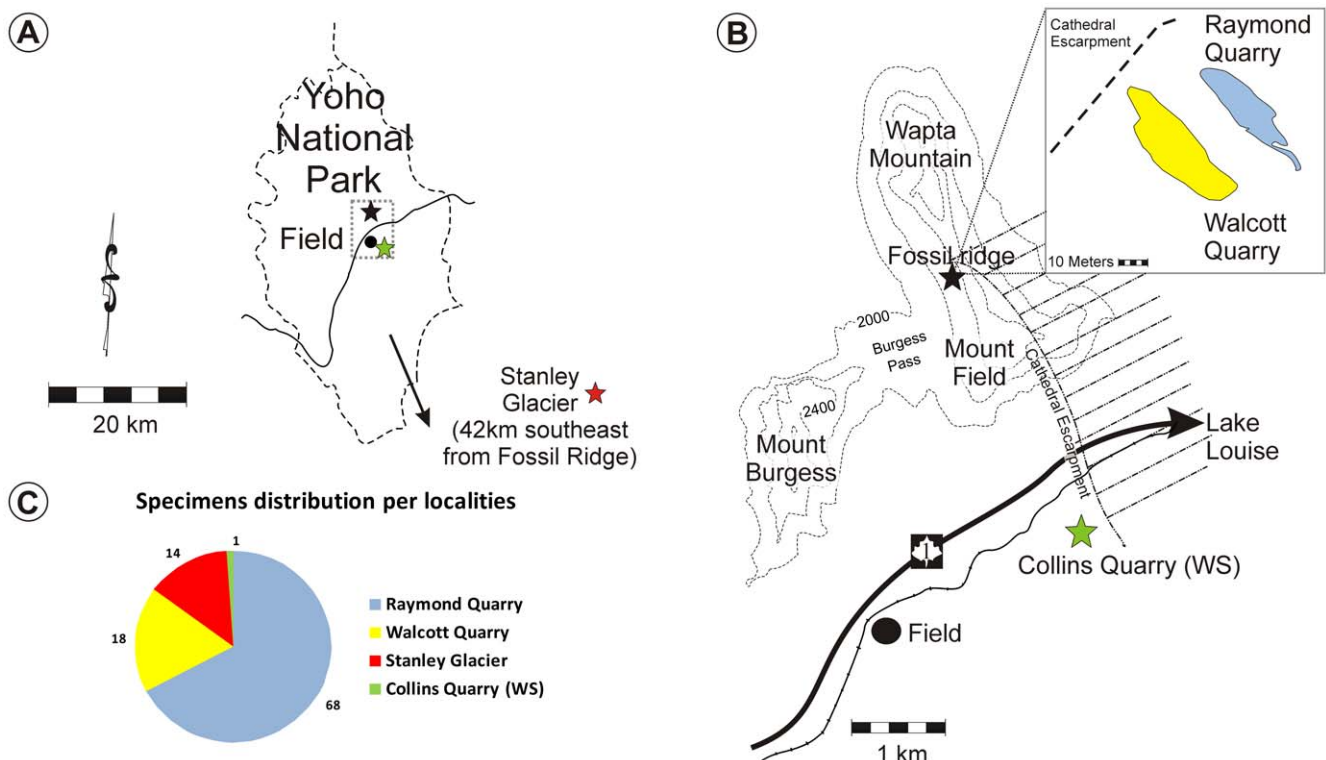 A
Yoho
National
Park
Field
20 km
Stanley
Glacier
(42km southeast
from Fossil Ridge)
C
Specimens distribution per localities
1
14
18
68
Raymond Quarry
Walcott Quarry
Stanley Glacier
Collins Quarry (WS)
B
Cathedral
Escarpment
Raymond
Quarry
Walcott
Quarry
10 Meters
Wapta
Mountain
Fossil ridge
2000
Burgess
Pass
Mount
Field
Cathedral Escarpment
2400
Mount
Burgess
Lake
Louise
1
Collins Quarry (WS)
Field
1 km